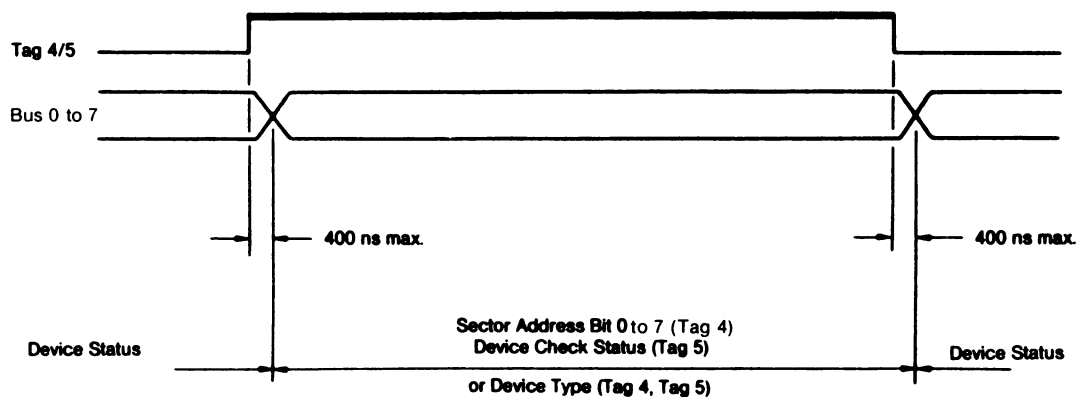 Tag 4/5
Bus 0 to 7
400 ns max.
400 ns max.
Sector Address Bit 0 to 7 (Tag 4)
Device Status
Device Check Status (Tag 5)
Device Status
or Device Type (Tag 4, Tag 5)